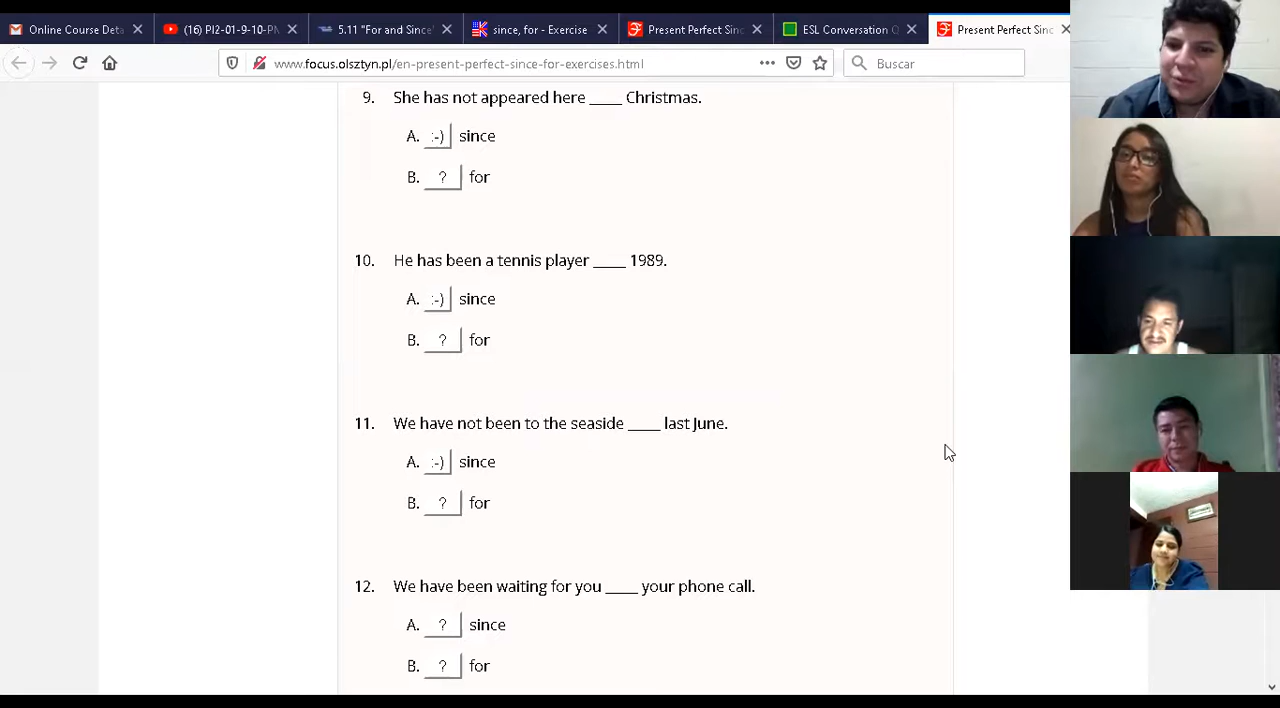 Online Course Deta
(16) PI2-01-3-10-PN
5.11 "For and Since"
since, for - Exercise
Present Perfect Sinc
ESL Conversation Q
Present Perfect Sinc
www.focus.olsztyn.pl/en-present-perfect-since-for-exercises.html
Buscar
9. She has not appeared here ____ Christmas.
A. :-) since
B. ? for
10. He has been a tennis player ____ 1989.
A. :-) since
B. ? for
11. We have not been to the seaside ____ last June.
A. :-) since
B. ? for
12. We have been waiting for you ____ your phone call.
A. ? since
B. ? for